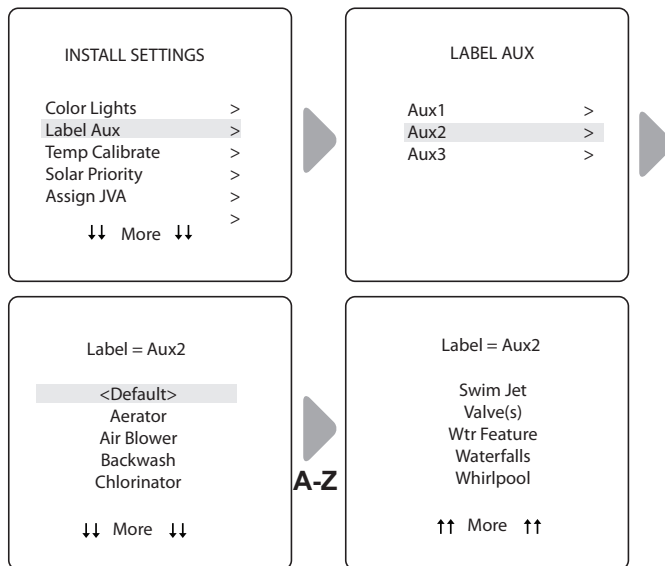 INSTALL SETTINGS
Color Lights >
Label Aux >
Temp Calibrate >
Solar Priority >
Assign JVA >
>
↓↓ More ↓↓
LABEL AUX
Aux1 >
Aux2 >
Aux3 >
Label = Aux2
<Default>
Aerator
Air Blower
Backwash
Chlorinator
↓↓ More ↓↓
A-Z
Label = Aux2
Swim Jet
Valve(s)
Wtr Feature
Waterfalls
Whirlpool
↑↑ More ↑↑